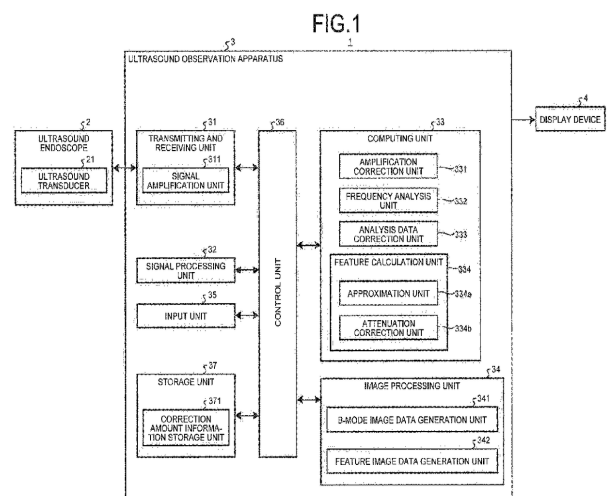 FIG.1
1
3
ULTRASOUND OBSERVATION APPARATUS
2
ULTRASOUND
ENDOSCOPE
21
ULTRASOUND
TRANSDUCER
31
TRANSMITTING AND
RECEIVING UNIT
311
SIGNAL
AMPLIFICATION UNIT
32
SIGNAL PROCESSING
UNIT
35
INPUT UNIT
37
STORAGE UNIT
371
CORRECTION
AMOUNT INFORMA-
TION STORAGE UNIT
36
CONTROL UNIT
33
COMPUTING UNIT
AMPLIFICATION
CORRECTION UNIT
331
FREQUENCY ANALYSIS
UNIT
332
ANALYSIS DATA
CORRECTION UNIT
333
FEATURE CALCULATION UNIT
334
APPROXIMATION UNIT
334a
ATTENUATION
CORRECTION UNIT
334b
34
IMAGE PROCESSING UNIT
341
B-MODE IMAGE DATA GENERATION UNIT
342
FEATURE IMAGE DATA GENERATION UNIT
4
DISPLAY DEVICE